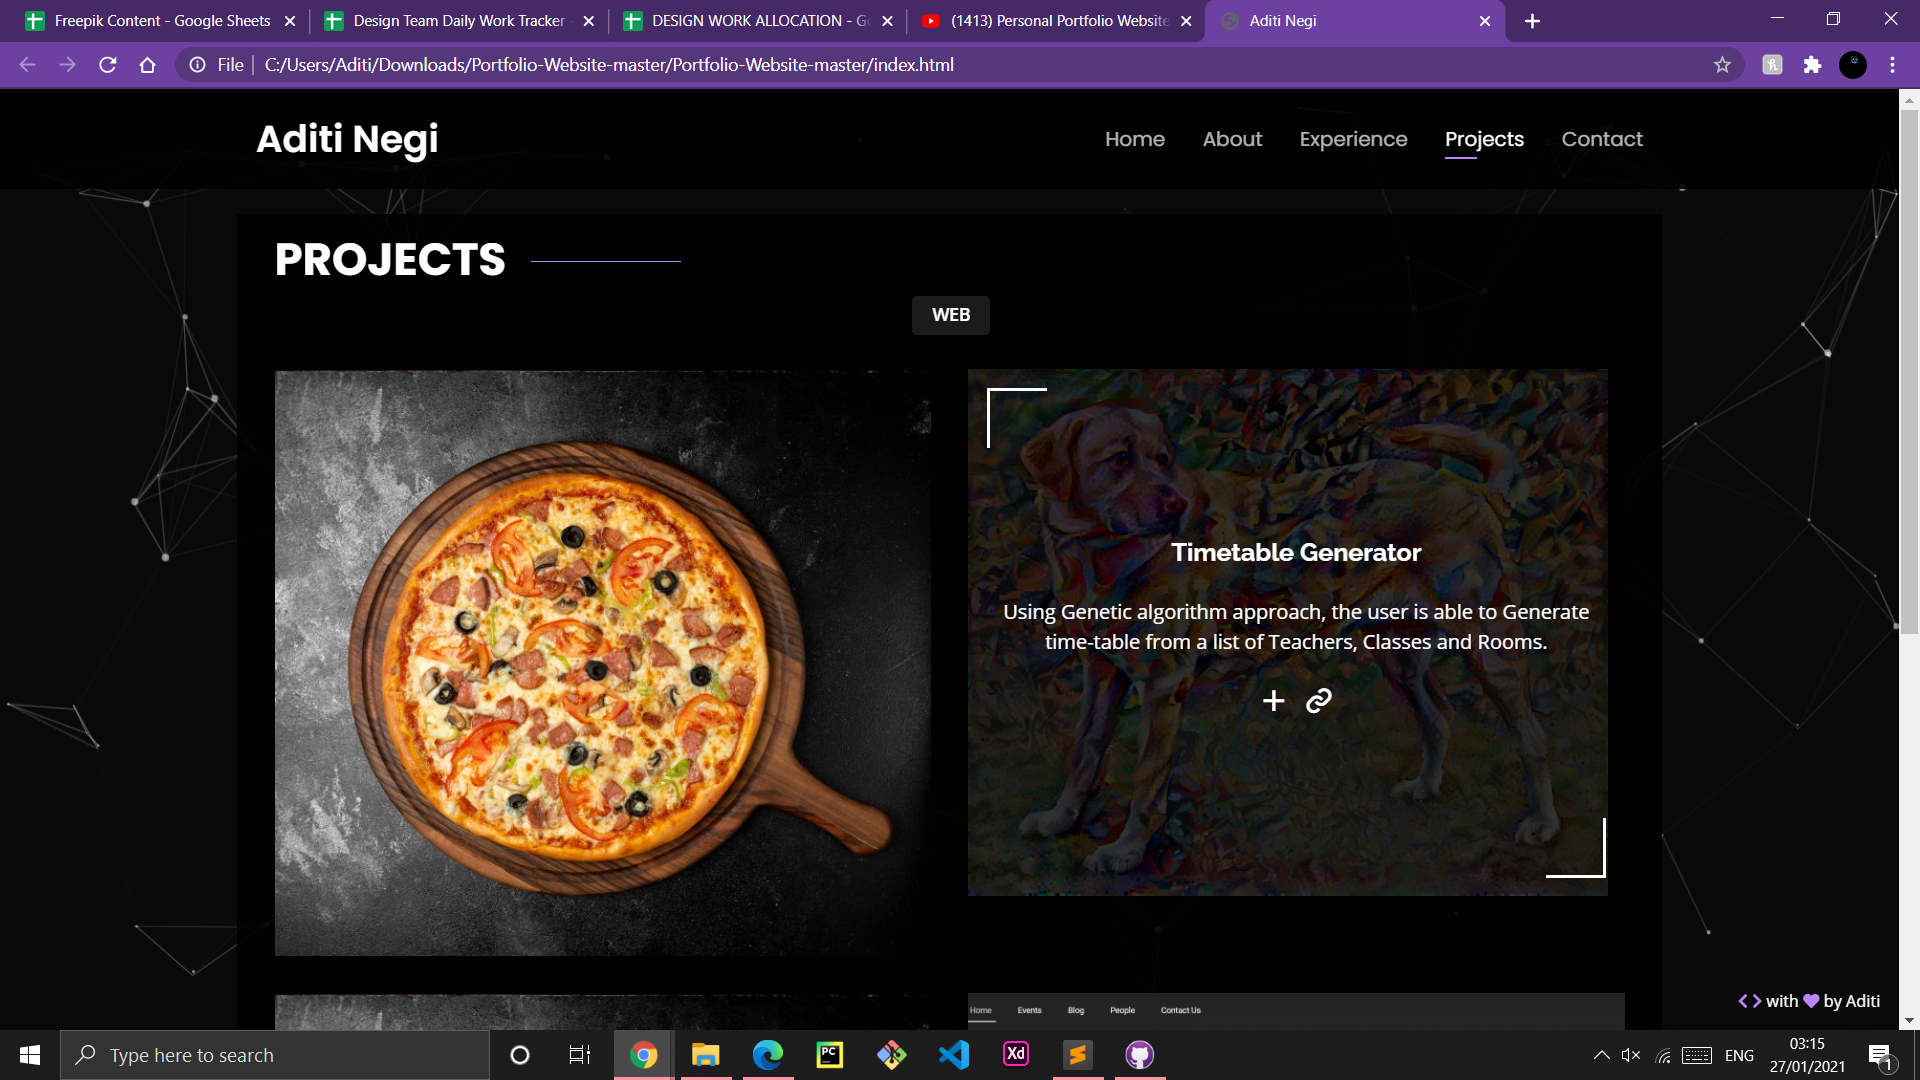 Freepik Content - Google Sheets
Design Team Daily Work Tracker -
DESIGN WORK ALLOCATION - Go
(1413) Personal Portfolio Website
Aditi Negi
File
C:/Users/Aditi/Downloads/Portfolio-Website-master/Portfolio-Website-master/index.html
Aditi Negi
Home
About
Experience
Projects
Contact
PROJECTS
WEB
Timetable Generator
Using Genetic algorithm approach, the user is able to Generate
time-table from a list of Teachers, Classes and Rooms.
Home
Events
Blog
People
Contact Us
with
by Aditi
Type here to search
PC
Xd
ENG
03:15
27/01/2021
1